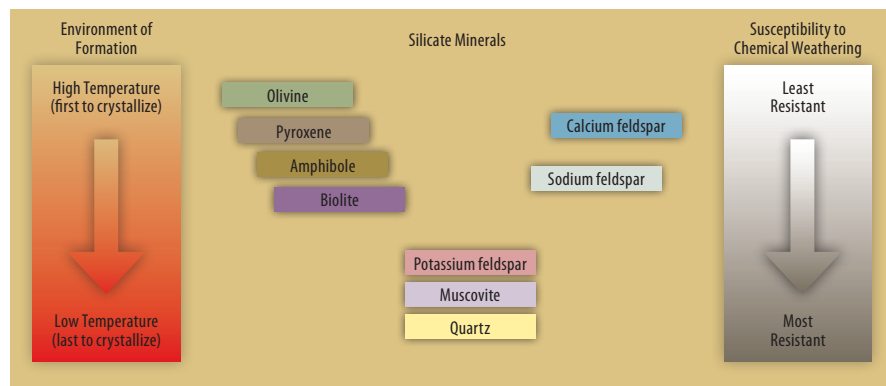 Environment of
Formation
Silicate Minerals
Susceptibility to
Chemical Weathering
High Temperature
(first to crystallize)
Least
Resistant
Olivine
Pyroxene
Calcium feldspar
Amphibole
Sodium feldspar
Biolite
Potassium feldspar
Muscovite
Quartz
Low Temperature
(last to crystallize)
Most
Resistant